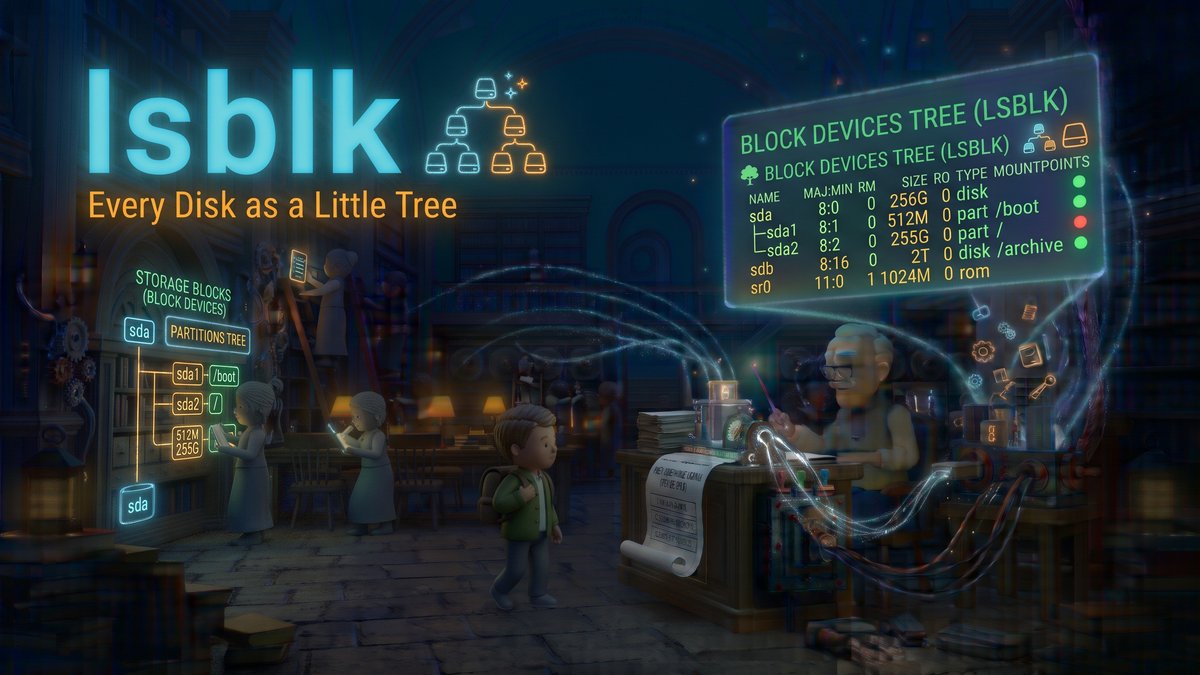 lsblk
Every Disk as a Little Tree
STORAGE BLOCKS
(BLOCK DEVICES)
sda
PARTITIONS TREE
sda1
/boot
sda2
/
512M
255G
sda
BLOCK DEVICES TREE (LSBLK)
BLOCK DEVICES TREE (LSBLK)
NAME MAJ:MIN RM SIZE RO TYPE MOUNTPOINTS
sda 8:0 0 256G 0 disk
├─sda1 8:1 0 512M 0 part /boot
└─sda2 8:2 0 255G 0 part /
sdb 8:16 0 2T 0 disk /archive
sr0 11:0 1 1024M 0 rom